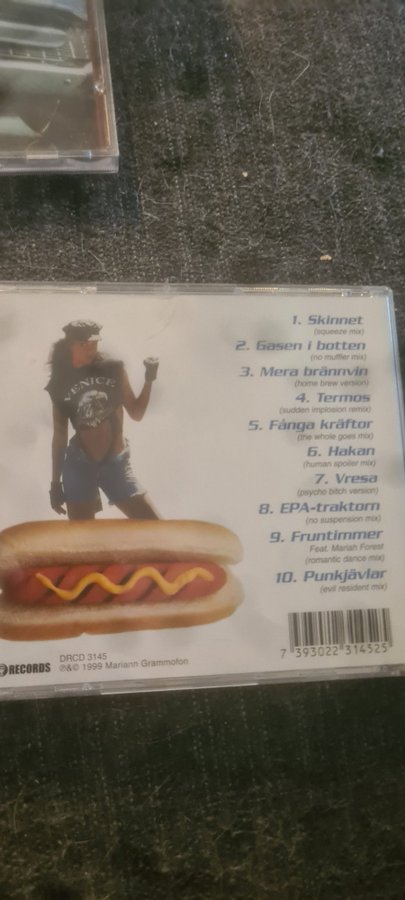 VENICE
1. Skinnet
(squeeze mix)
2. Gasen i botten
(no muffler mix)
3. Mera brännvin
(home brew version)
4. Termos
(sudden implosion remix)
5. Fånga kräftor
(the whole goes mix)
6. Hakan
(human spoiler mix)
7. Vresa
(psycho bitch version)
8. EPA-traktorn
(no suspension mix)
9. Fruntimmer
Feat. Mariah Forest
(romantic dance mix)
10. Punkjävlar
(evil resident mix)
RECORDS
DRCD 3145
℗&© 1999 Mariann Grammofon
7 393022 314525